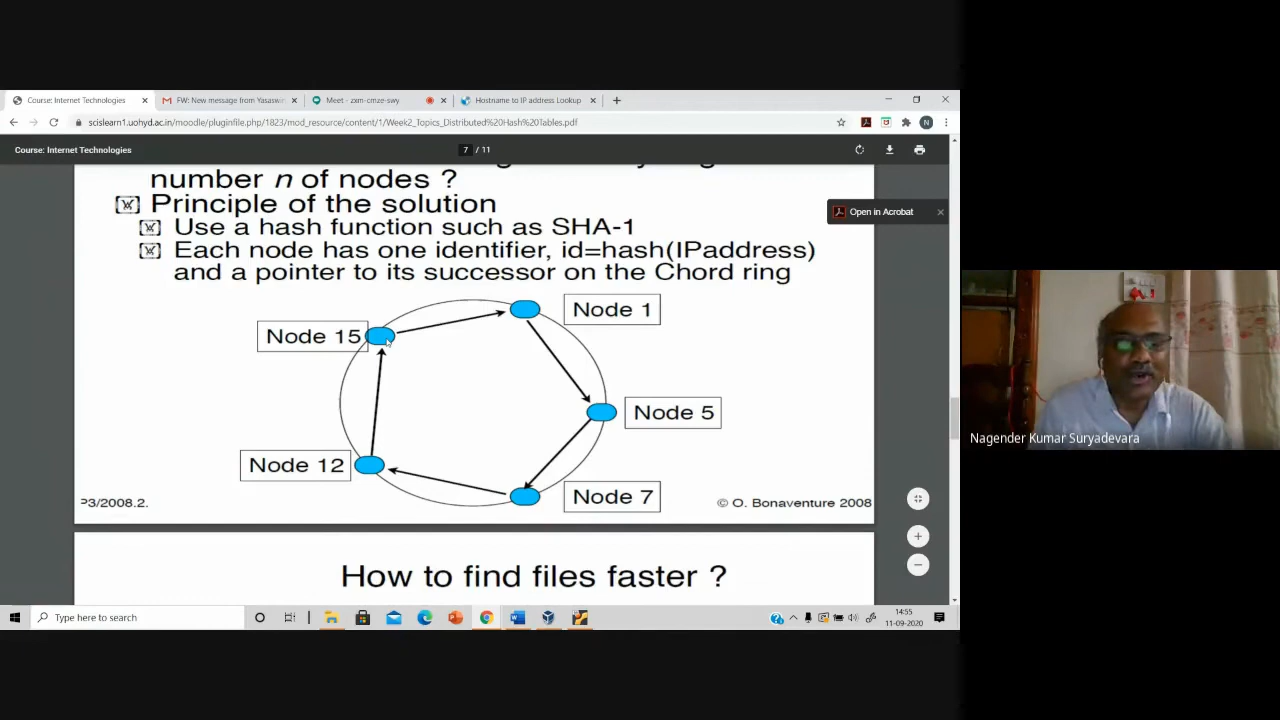 Course: Internet Technologies
FW: New message from Yasaswi
Meet - zxm-cmze-swy
Hostname to IP address Lookup
scislearn1.uohyd.ac.in/moodle/pluginfile.php/1823/mod_resource/content/1/Week2_Topics_Distributed%20Hash%20Tables.pdf
N
Course: Internet Technologies
7 / 11
number n of nodes ?
Open in Acrobat
Principle of the solution
Use a hash function such as SHA-1
Each node has one identifier, id=hash(IPaddress)
and a pointer to its successor on the Chord ring
Node 1
Node 15
Node 5
Nagender Kumar Suryadevara
Node 12
Node 7
P3/2008.2.
© O. Bonaventure 2008
How to find files faster ?
Type here to search
14:55
11-09-2020